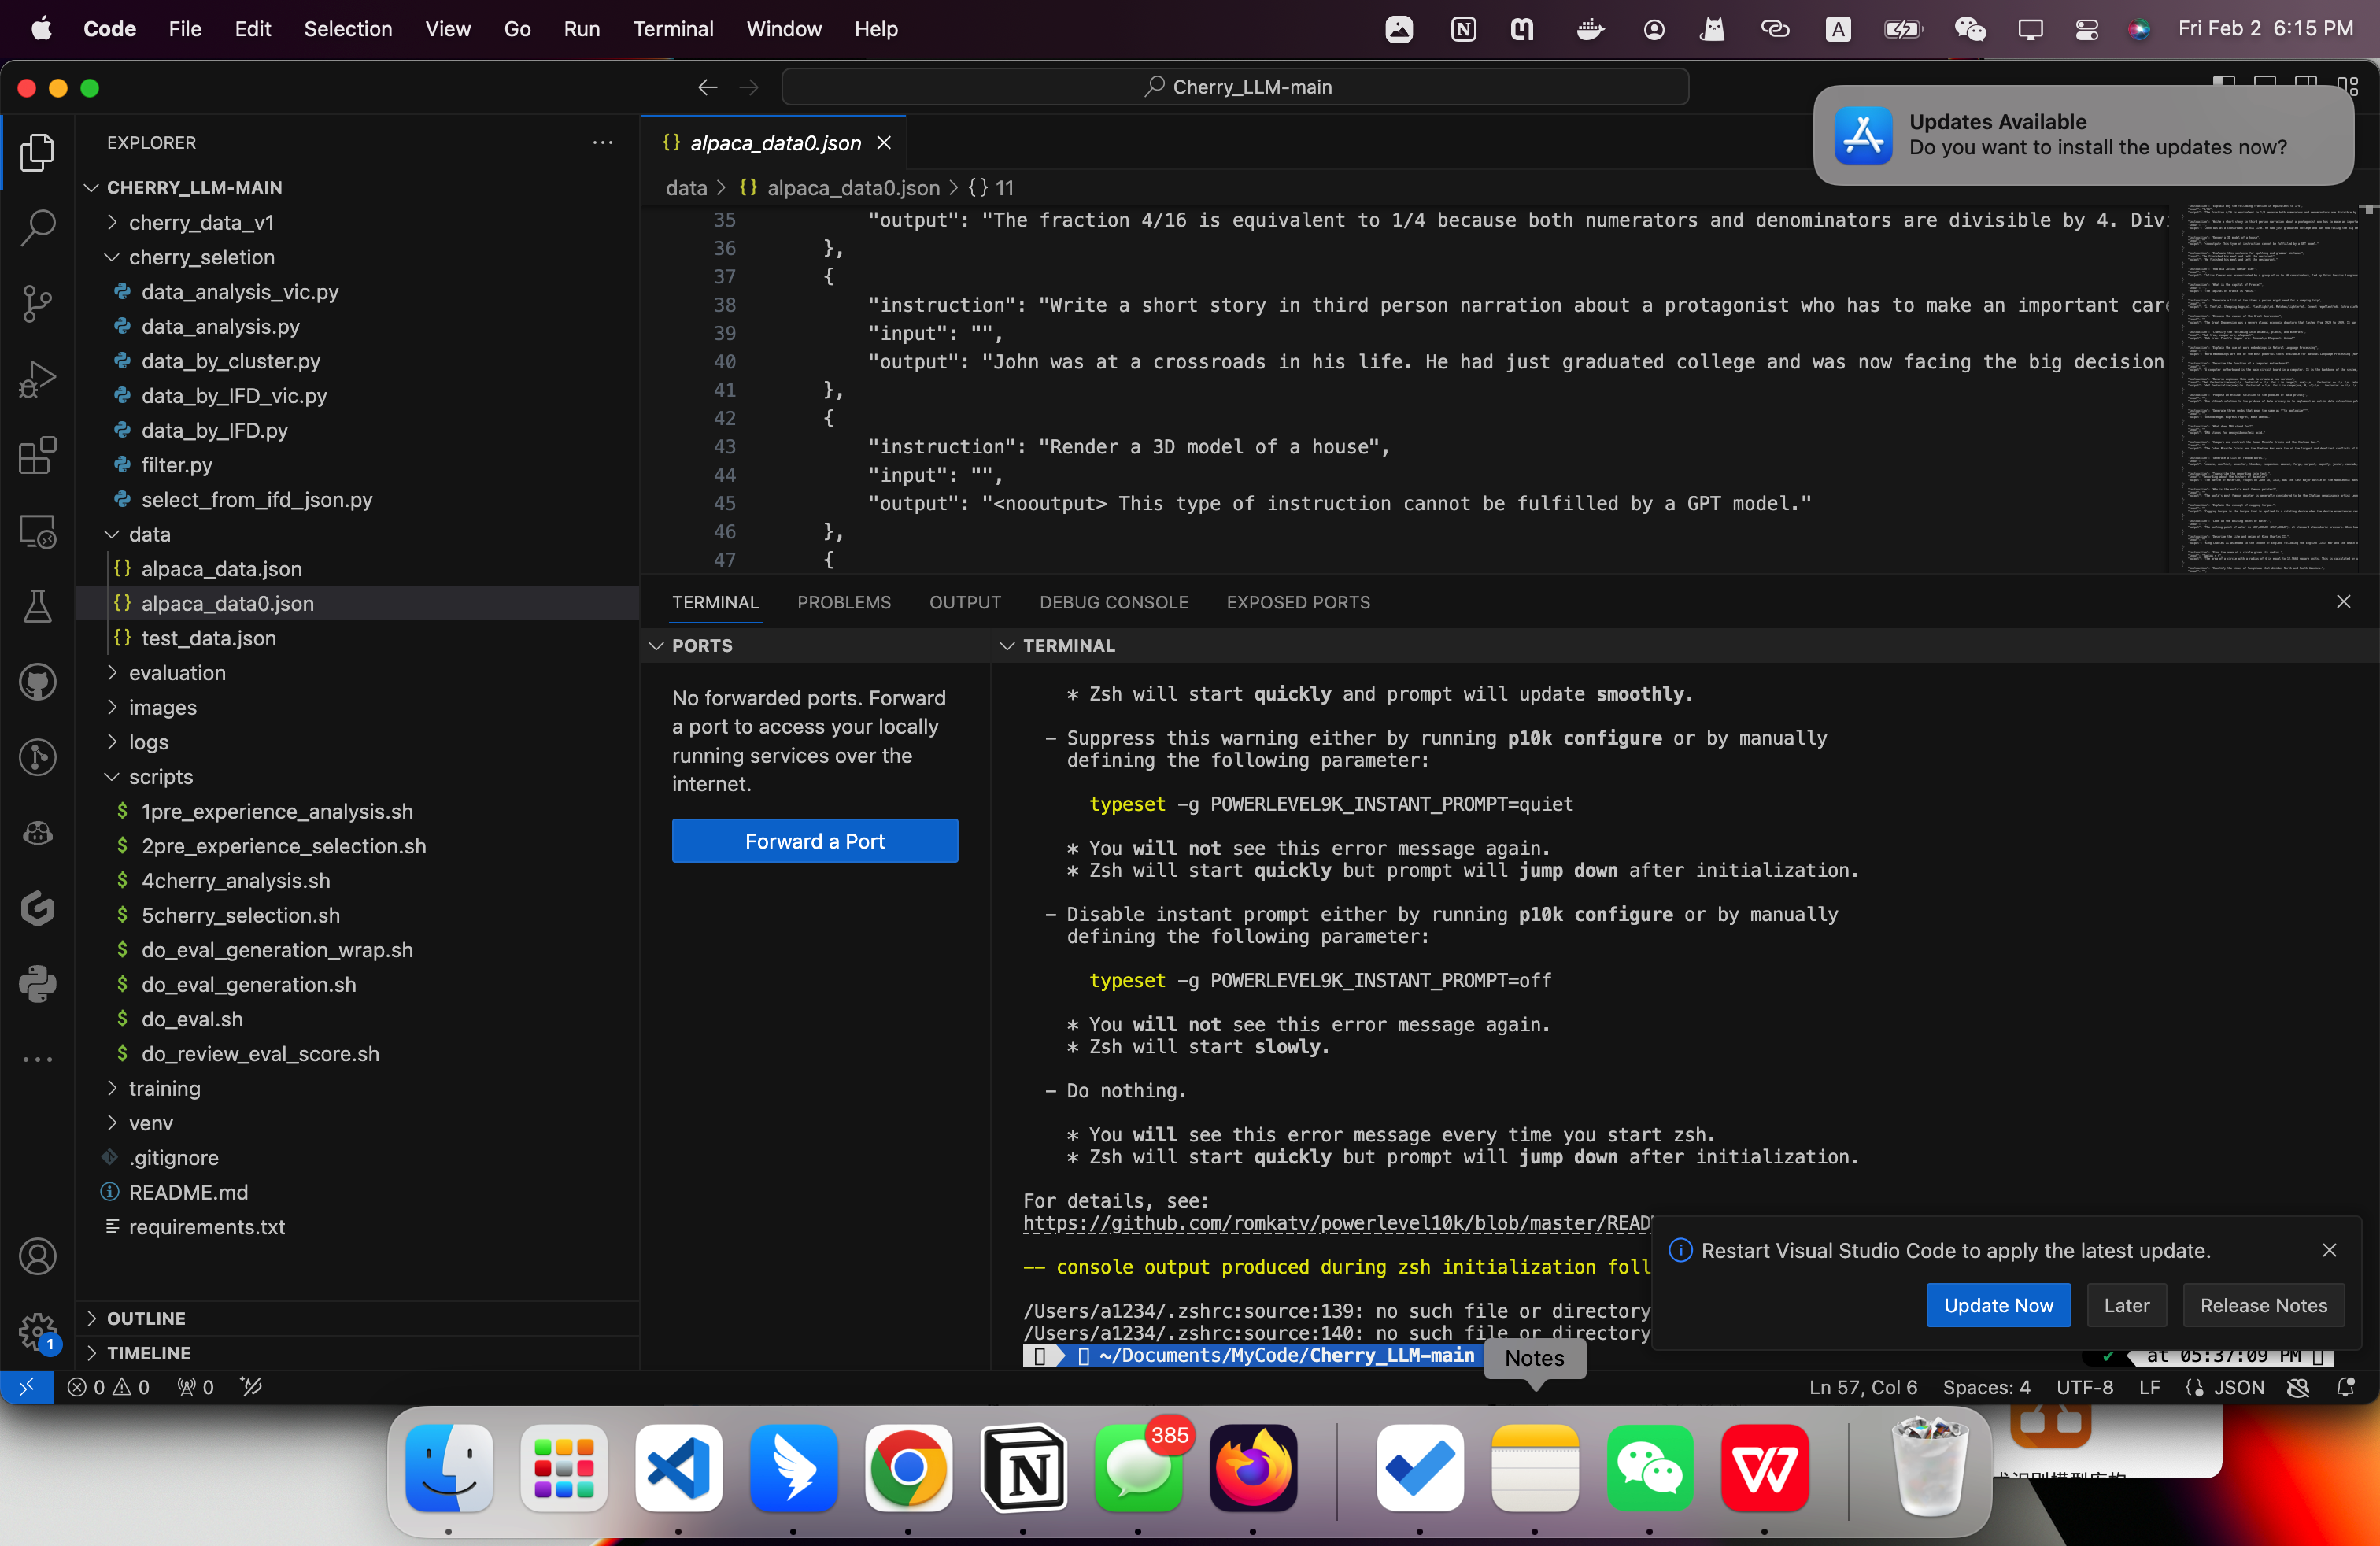 Code File Edit Selection View Go Run Terminal Window Help A Fri Feb 2 6:15 PM
Cherry_LLM-main
Updates Available
Do you want to install the updates now?
EXPLORER
CHERRY_LLM-MAIN
cherry_data_v1
cherry_seletion
data_analysis_vic.py
data_analysis.py
data_by_cluster.py
data_by_IFD_vic.py
data_by_IFD.py
filter.py
select_from_ifd_json.py
data
{} alpaca_data.json
{} alpaca_data0.json
{} test_data.json
evaluation
images
logs
scripts
$ 1pre_experience_analysis.sh
$ 2pre_experience_selection.sh
$ 4cherry_analysis.sh
$ 5cherry_selection.sh
$ do_eval_generation_wrap.sh
$ do_eval_generation.sh
$ do_eval.sh
$ do_review_eval_score.sh
training
venv
.gitignore
README.md
requirements.txt
OUTLINE
TIMELINE
1
{} alpaca_data0.json
data > {} alpaca_data0.json > {} 11
35 "output": "The fraction 4/16 is equivalent to 1/4 because both numerators and denominators are divisible by 4.
36 },
37 {
38 "instruction": "Write a short story in third person narration about a protagonist who has to make an important
39 "input": "",
40 "output": "John was at a crossroads in his life. He had just graduated college and was now facing the big decision
41 },
42 {
43 "instruction": "Render a 3D model of a house",
44 "input": "",
45 "output": "<nooutput> This type of instruction cannot be fulfilled by a GPT model."
46 },
47 {
TERMINAL PROBLEMS OUTPUT DEBUG CONSOLE EXPOSED PORTS
PORTS
No forwarded ports. Forward
a port to access your locally
running services over the
internet.
Forward a Port
TERMINAL
* Zsh will start quickly and prompt will update smoothly.
– Suppress this warning either by running p10k configure or by manually
defining the following parameter:
typeset -g POWERLEVEL9K_INSTANT_PROMPT=quiet
* You will not see this error message again.
* Zsh will start quickly but prompt will jump down after initialization.
– Disable instant prompt either by running p10k configure or by manually
defining the following parameter:
typeset -g POWERLEVEL9K_INSTANT_PROMPT=off
* You will not see this error message again.
* Zsh will start slowly.
– Do nothing.
* You will see this error message every time you start zsh.
* Zsh will start quickly but prompt will jump down after initialization.
For details, see:
https://github.com/romkatv/powerlevel10k/blob/master/READ
-- console output produced during zsh initialization foll
/Users/a1234/.zshrc:source:139: no such file or directory
/Users/a1234/.zshrc:source:140: no such file or directory
~/Documents/MyCode/Cherry_LLM-main
at 05:37:09 PM
Restart Visual Studio Code to apply the latest update.
Update Now Later Release Notes
Notes
0 0 0 Ln 57, Col 6 Spaces: 4 UTF-8 LF {} JSON
385